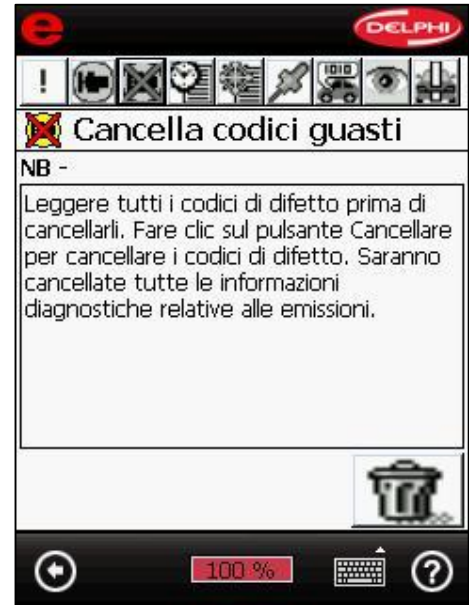 e
DELPHI
!
1010
Cancella codici guasti
NB -
Leggere tutti i codici di difetto prima di
cancellarli. Fare clic sul pulsante Cancellare
per cancellare i codici di difetto. Saranno
cancellate tutte le informazioni
diagnostiche relative alle emissioni.
100 %
?